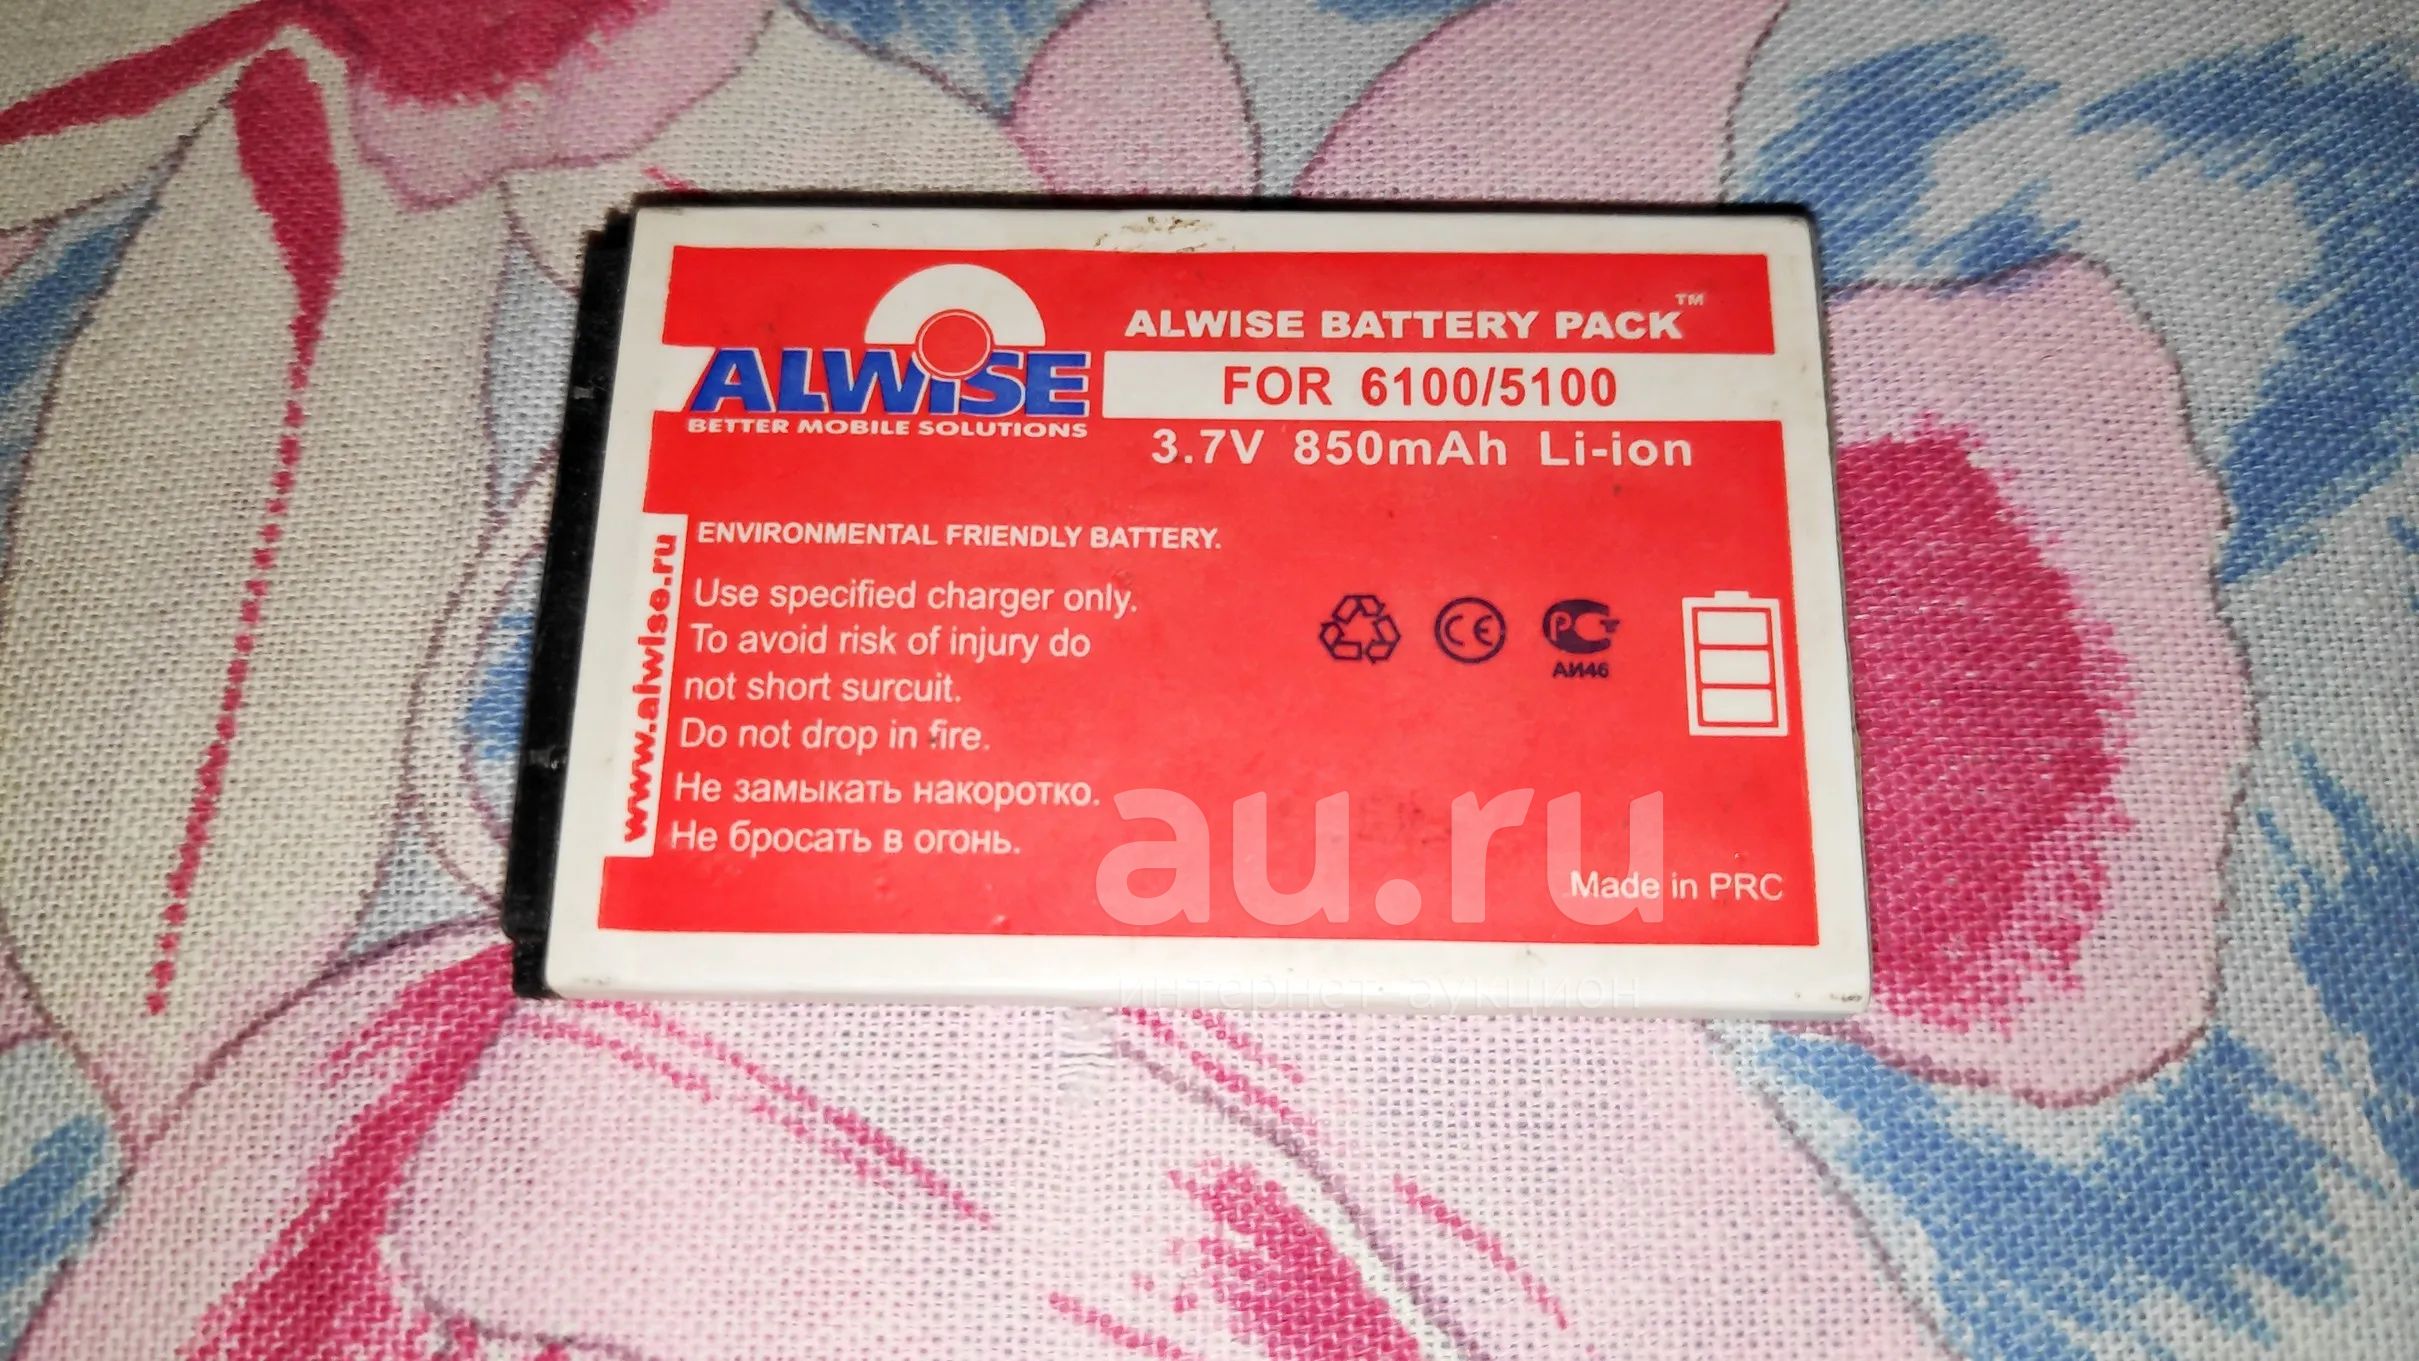 ALWISE
BETTER MOBILE SOLUTIONS
ALWISE BATTERY PACK™
FOR 6100/5100
3.7V 850mAh Li-ion
www.alwise.ru
ENVIRONMENTAL FRIENDLY BATTERY.
Use specified charger only.
To avoid risk of injury do
not short surcuit.
Do not drop in fire.
Не замыкать накоротко.
Не бросать в огонь.
CE
РСТ
АИ46
Made in PRC
au.ru
интернет аукцион